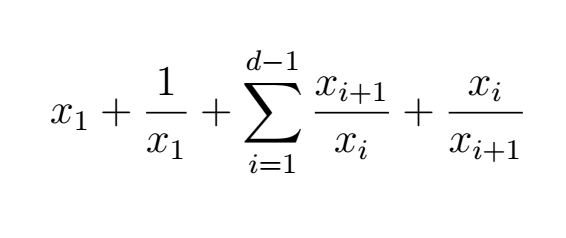 x_1 + \frac{1}{x_1} + \sum_{i=1}^{d-1} \frac{x_{i+1}}{x_i} + \frac{x_i}{x_{i+1}}